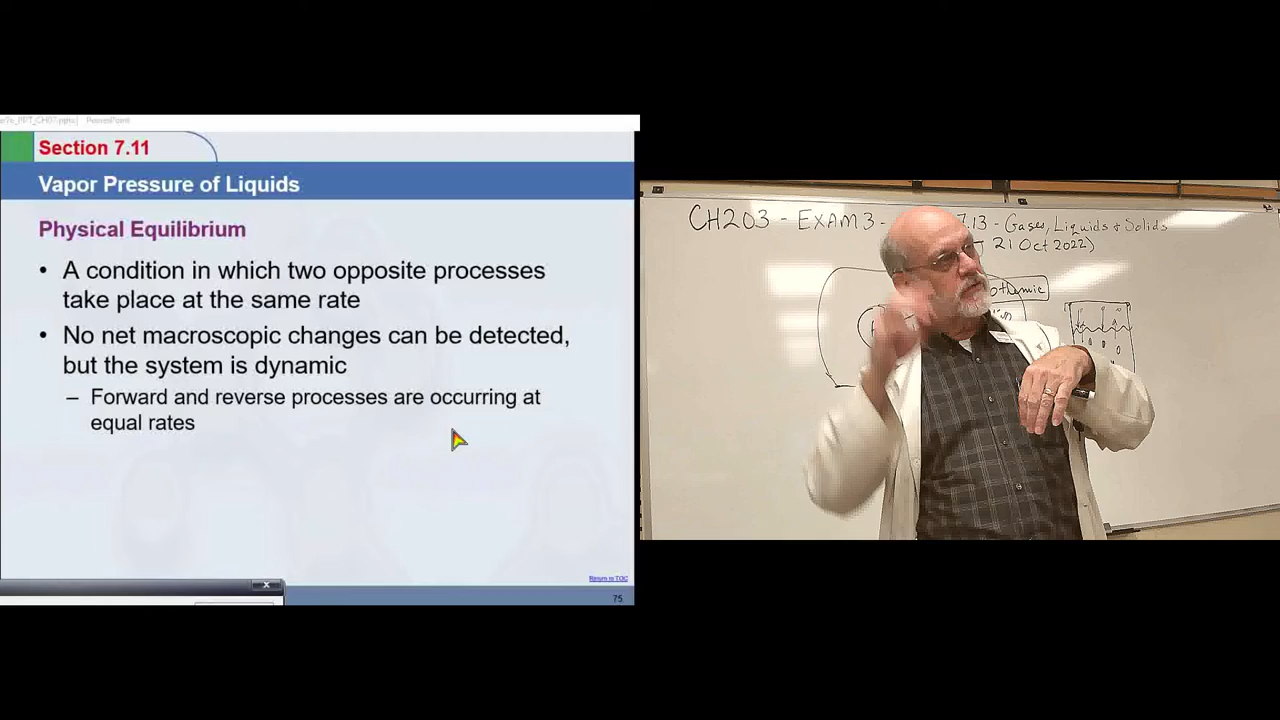 PowerPoint
Section 7.11
Vapor Pressure of Liquids
Physical Equilibrium
• A condition in which two opposite processes
take place at the same rate
• No net macroscopic changes can be detected,
but the system is dynamic
– Forward and reverse processes are occurring at
equal rates
Return to TOC
75
CH203 - EXAM 3 - 7.13 - Gases, Liquids & Solids
21 Oct 2022)
othermic